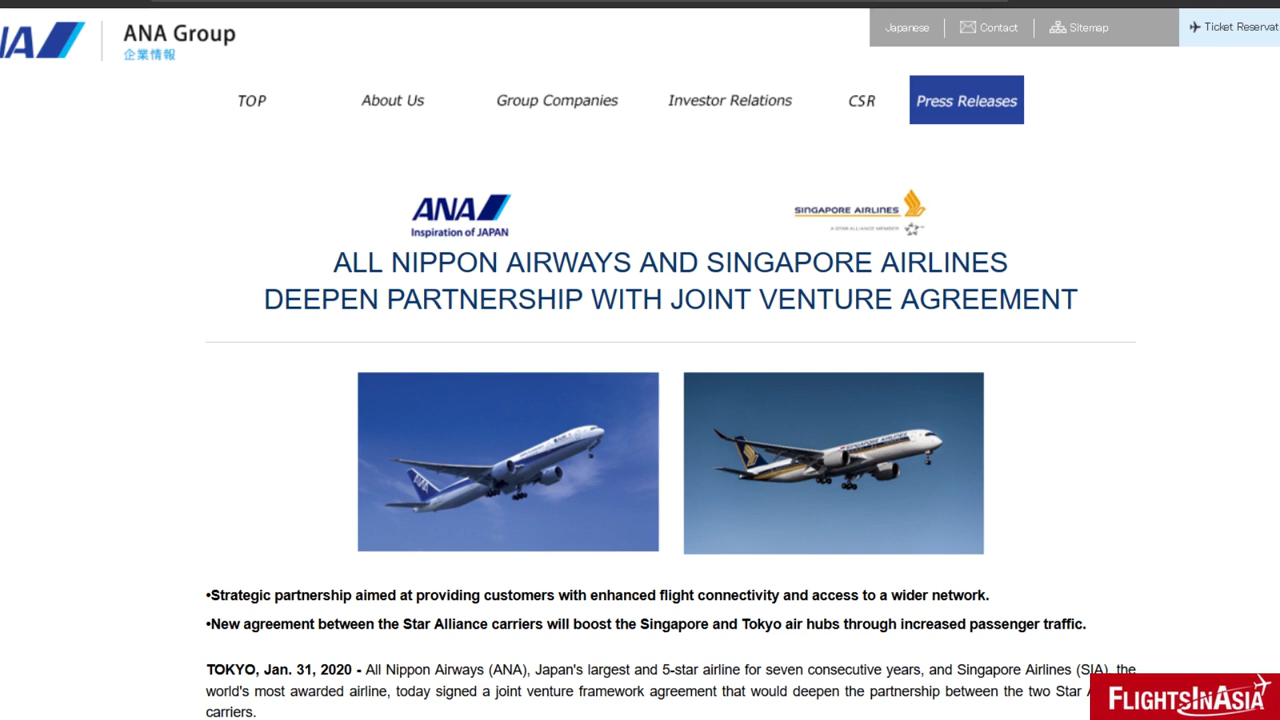 ANA Group
企業情報
Japanese
Contact
Sitemap
Ticket Reservat
TOP
About Us
Group Companies
Investor Relations
CSR
Press Releases
ANA
Inspiration of JAPAN
SINGAPORE AIRLINES
A STAR ALLIANCE MEMBER
ALL NIPPON AIRWAYS AND SINGAPORE AIRLINES
DEEPEN PARTNERSHIP WITH JOINT VENTURE AGREEMENT
ANA
SINGAPORE AIRLINES
•Strategic partnership aimed at providing customers with enhanced flight connectivity and access to a wider network.
•New agreement between the Star Alliance carriers will boost the Singapore and Tokyo air hubs through increased passenger traffic.
TOKYO, Jan. 31, 2020 - All Nippon Airways (ANA), Japan's largest and 5-star airline for seven consecutive years, and Singapore Airlines (SIA), the
world's most awarded airline, today signed a joint venture framework agreement that would deepen the partnership between the two Star
carriers.
FLIGHTSINASIA